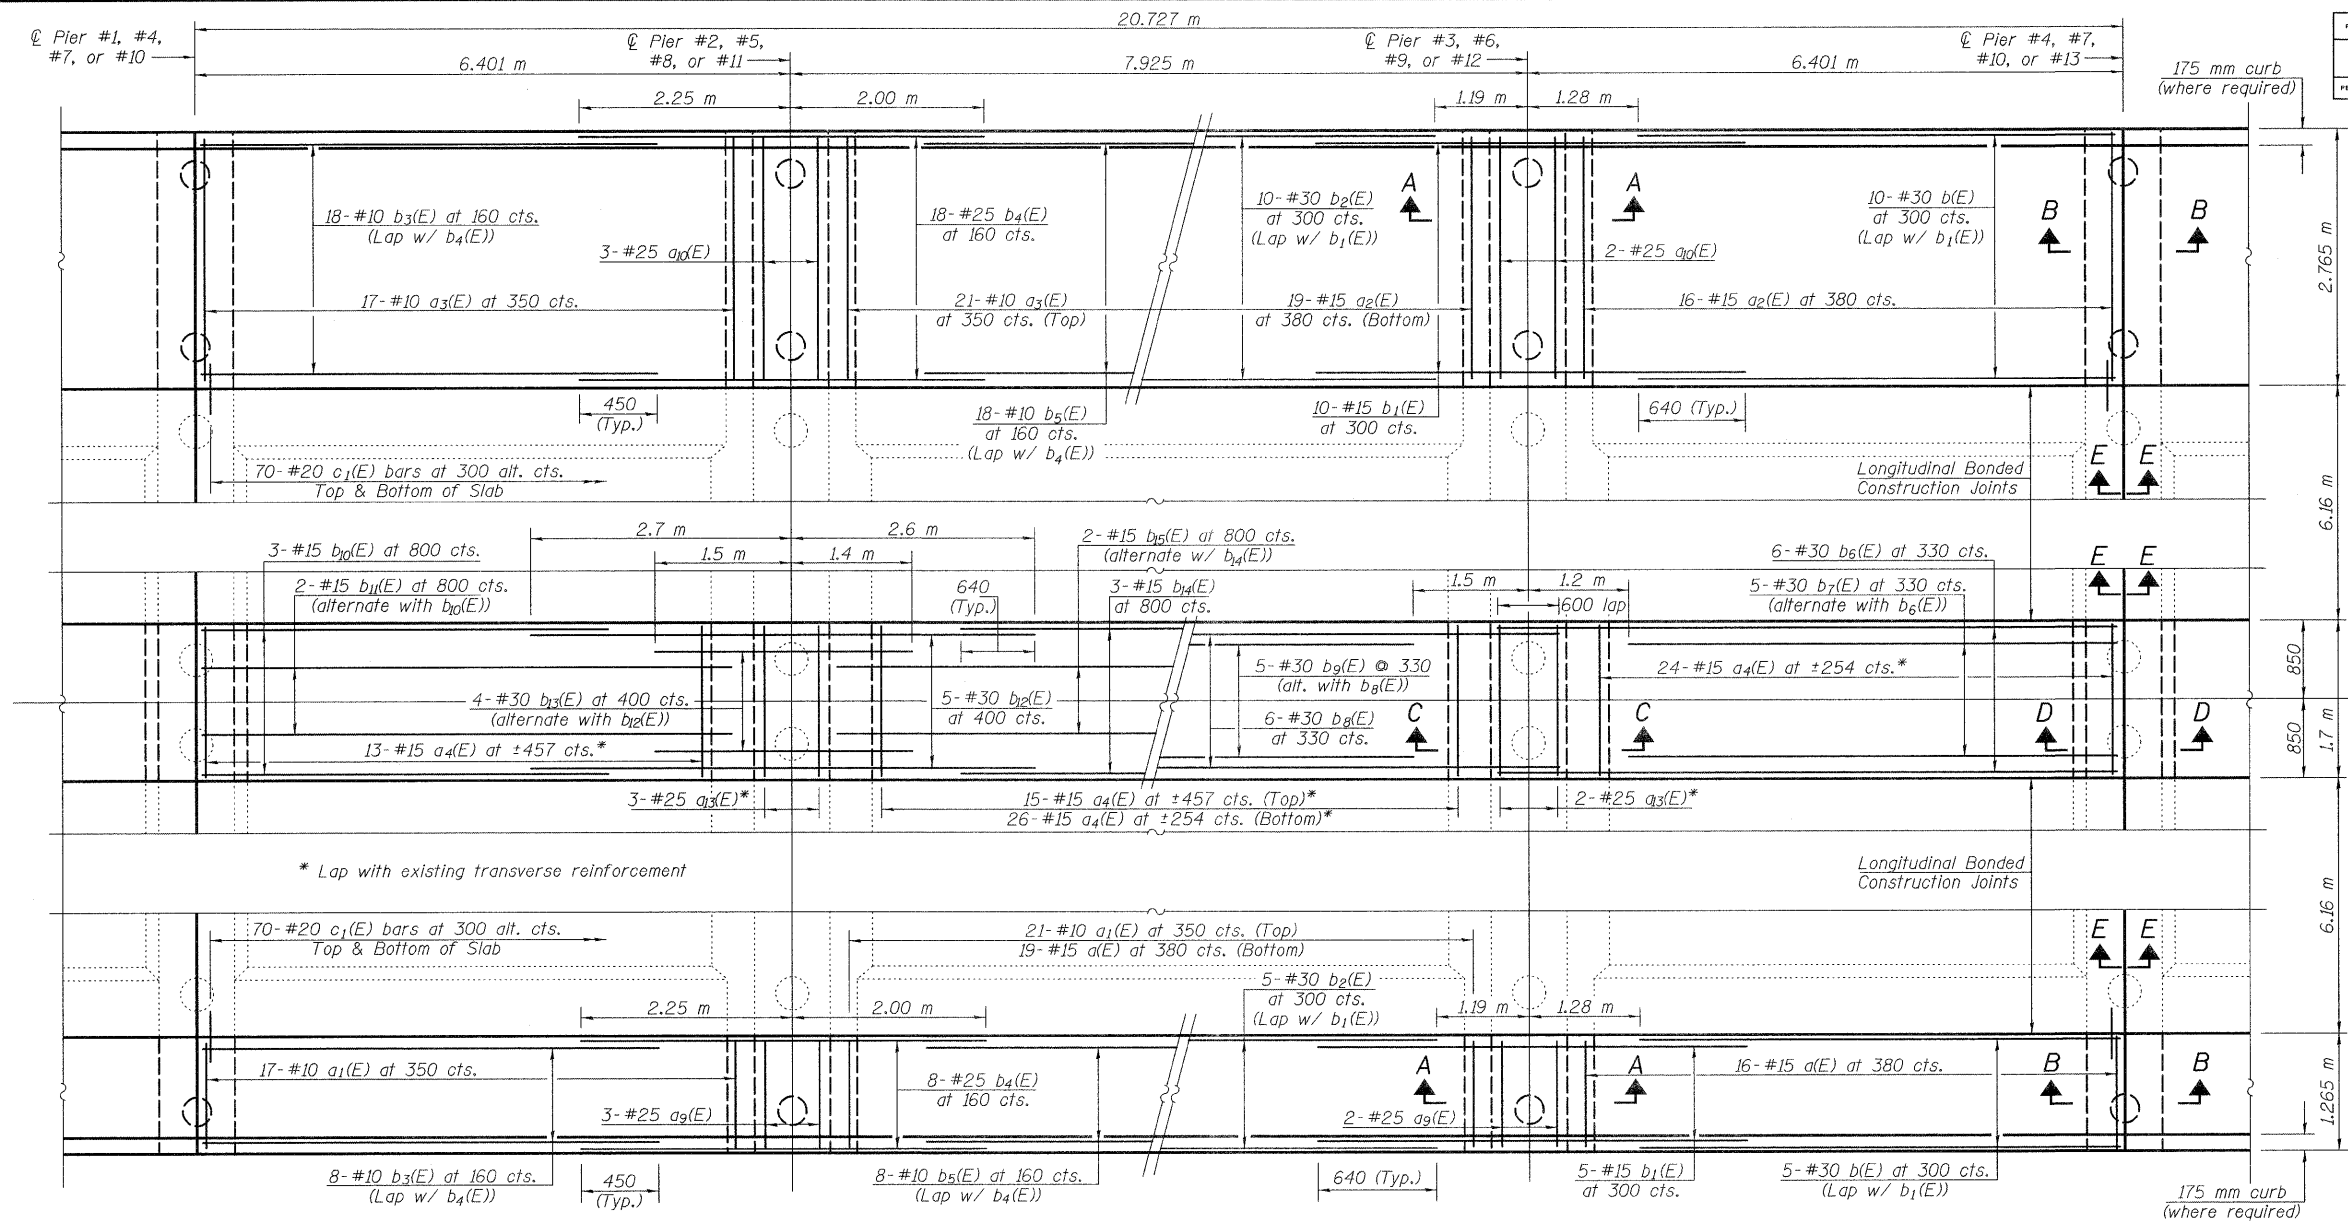 20.727 m
℄ Pier #1, #4,
#7, or #10
℄ Pier #2, #5,
#8, or #11
℄ Pier #3, #6,
#9, or #12
℄ Pier #4, #7,
#10, or #13
6.401 m
7.925 m
6.401 m
175 mm curb
(where required)
2.25 m
2.00 m
1.19 m
1.28 m
18-#10 b3(E) at 160 cts.
(Lap w/ b4(E))
18-#25 b4(E)
at 160 cts.
10-#30 b2(E)
at 300 cts.
(Lap w/ b1(E))
A
A
10-#30 b(E)
at 300 cts.
(Lap w/ b1(E))
B
B
2.765 m
3-#25 a10(E)
2-#25 a10(E)
17-#10 a3(E) at 350 cts.
21-#10 a3(E)
at 350 cts. (Top)
19-#15 a2(E)
at 380 cts. (Bottom)
16-#15 a2(E) at 380 cts.
450
(Typ.)
18-#10 b5(E)
at 160 cts.
(Lap w/ b4(E))
10-#15 b1(E)
at 300 cts.
640 (Typ.)
70-#20 c1(E) bars at 300 alt. cts.
Top & Bottom of Slab
Longitudinal Bonded
Construction Joints
E
E
6.16 m
3-#15 b10(E) at 800 cts.
2-#15 b11(E) at 800 cts.
(alternate with b10(E))
2.7 m
2.6 m
1.5 m
1.4 m
640
(Typ.)
2-#15 b15(E) at 800 cts.
(alternate w/ b14(E))
3-#15 b14(E)
at 800 cts.
1.5 m
1.2 m
600 lap
6-#30 b6(E) at 330 cts.
5-#30 b7(E) at 330 cts.
(alternate with b6(E))
E
E
4-#30 b13(E) at 400 cts.
(alternate with b12(E))
5-#30 b12(E)
at 400 cts.
5-#30 b9(E) @ 330
(alt. with b8(E))
6-#30 b8(E)
at 330 cts.
24-#15 a4(E) at ±254 cts.*
C
C
D
D
850
850
1.7 m
13-#15 a4(E) at ±457 cts.*
3-#25 a13(E)*
15-#15 a4(E) at ±457 cts. (Top)*
26-#15 a4(E) at ±254 cts. (Bottom)*
2-#25 a13(E)*
* Lap with existing transverse reinforcement
Longitudinal Bonded
Construction Joints
6.16 m
70-#20 c1(E) bars at 300 alt. cts.
Top & Bottom of Slab
21-#10 a1(E) at 350 cts. (Top)
19-#15 a(E) at 380 cts. (Bottom)
E
E
2.25 m
2.00 m
5-#30 b2(E)
at 300 cts.
(Lap w/ b1(E))
1.19 m
1.28 m
17-#10 a1(E) at 350 cts.
8-#25 b4(E)
at 160 cts.
A
A
16-#15 a(E) at 380 cts.
B
B
1.265 m
3-#25 a9(E)
2-#25 a9(E)
8-#10 b3(E) at 160 cts.
(Lap w/ b4(E))
450
(Typ.)
8-#10 b5(E) at 160 cts.
(Lap w/ b4(E))
640 (Typ.)
5-#15 b1(E)
at 300 cts.
5-#30 b(E) at 300 cts.
(Lap w/ b1(E))
175 mm curb
(where required)